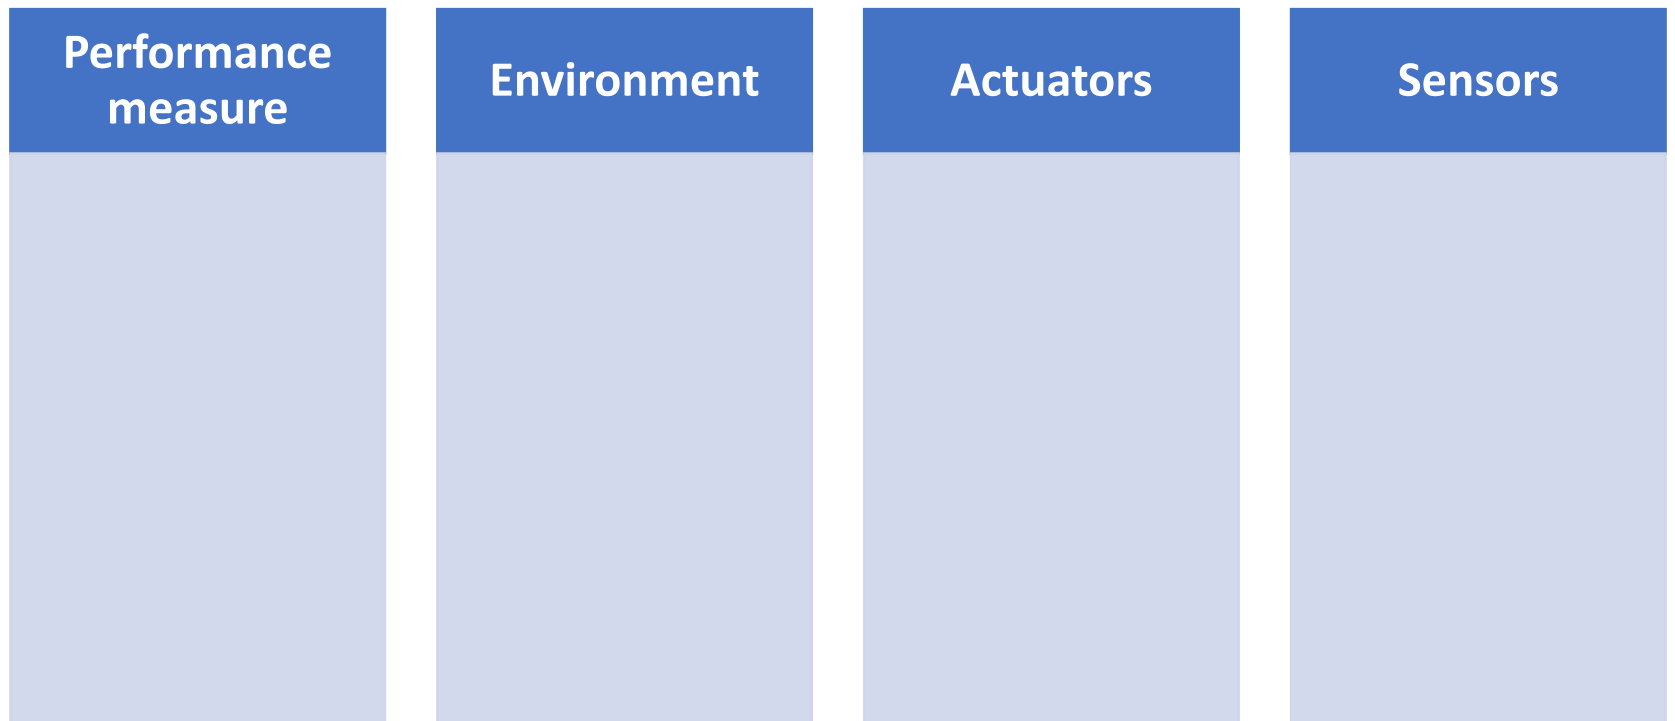 Performance
measure
Environment
Actuators
Sensors